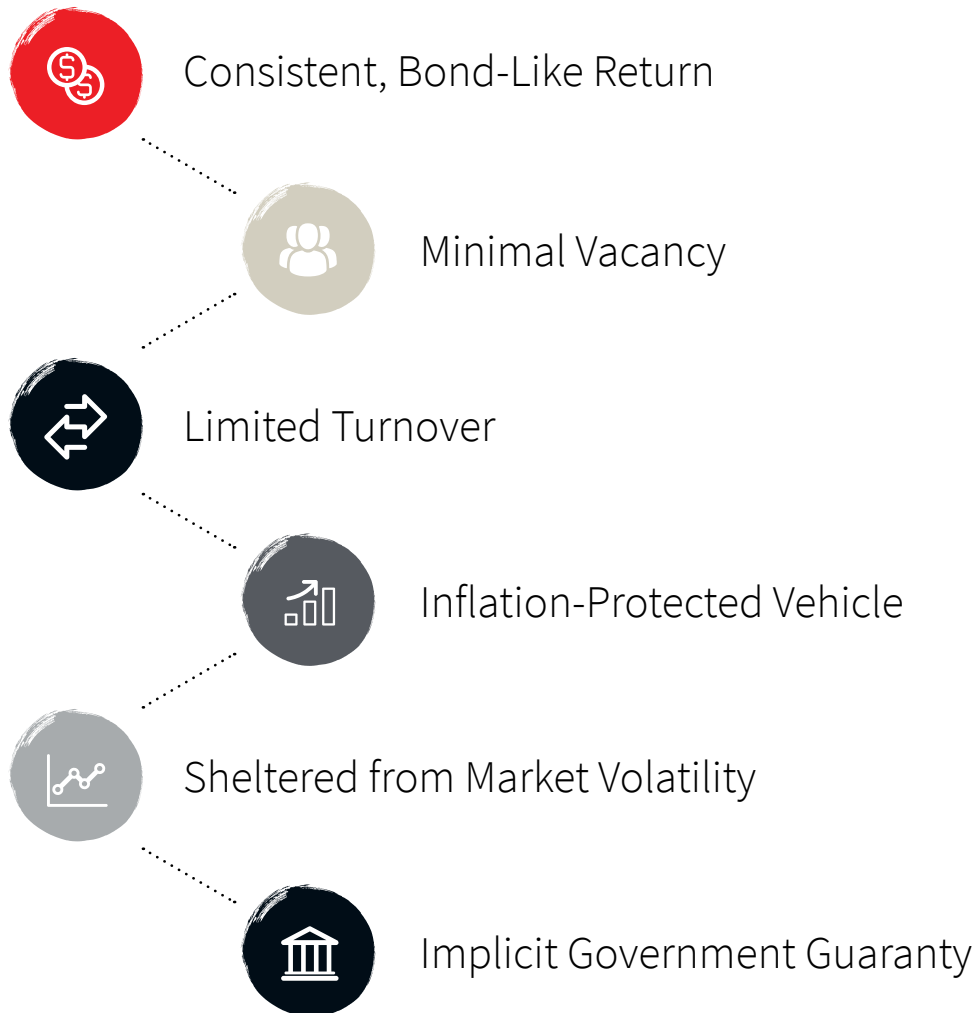 Consistent, Bond-Like Return
Minimal Vacancy
Limited Turnover
Inflation-Protected Vehicle
Sheltered from Market Volatility
Implicit Government Guaranty